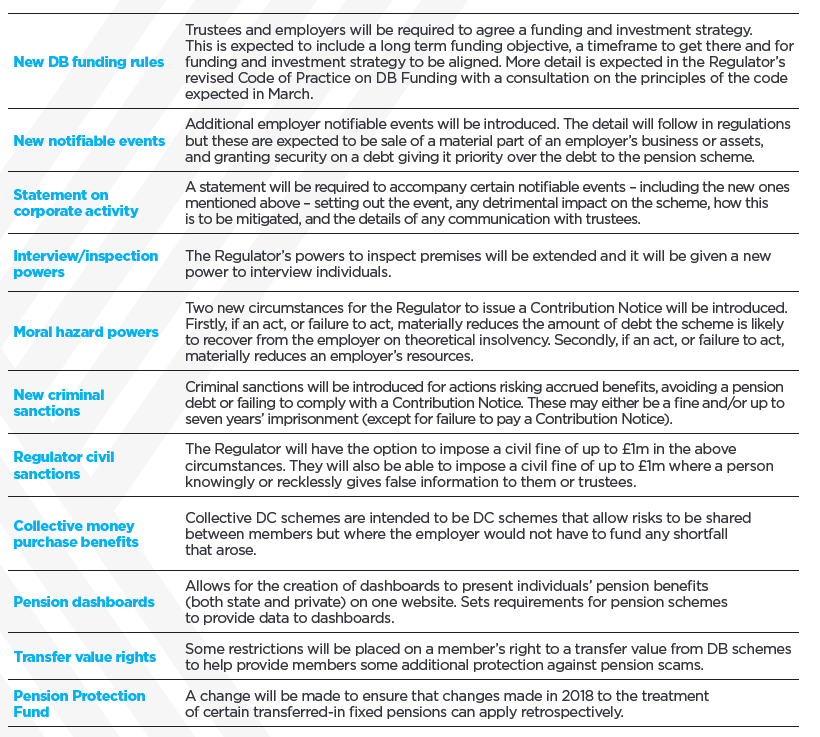 New DB funding rules
Trustees and employers will be required to agree a funding and investment strategy.
This is expected to include a long term funding objective, a timeframe to get there and for
funding and investment strategy to be aligned. More detail is expected in the Regulator's
revised Code of Practice on DB Funding with a consultation on the principles of the code
expected in March.
New notifiable events
Additional employer notifiable events will be introduced. The detail will follow in regulations
but these are expected to be sale of a material part of an employer's business or assets,
and granting security on a debt giving it priority over the debt to the pension scheme.
Statement on
corporate activity
A statement will be required to accompany certain notifiable events – including the new ones
mentioned above – setting out the event, any detrimental impact on the scheme, how this
is to be mitigated, and the details of any communication with trustees.
Interview/inspection
powers
The Regulator's powers to inspect premises will be extended and it will be given a new
power to interview individuals.
Moral hazard powers
Two new circumstances for the Regulator to issue a Contribution Notice will be introduced.
Firstly, if an act, or failure to act, materially reduces the amount of debt the scheme is likely
to recover from the employer on theoretical insolvency. Secondly, if an act, or failure to act,
materially reduces an employer's resources.
New criminal
sanctions
Criminal sanctions will be introduced for actions risking accrued benefits, avoiding a pension
debt or failing to comply with a Contribution Notice. These may either be a fine and/or up to
seven years' imprisonment (except for failure to pay a Contribution Notice).
Regulator civil
sanctions
The Regulator will have the option to impose a civil fine of up to £1m in the above
circumstances. They will also be able to impose a civil fine of up to £1m where a person
knowingly or recklessly gives false information to them or trustees.
Collective money
purchase benefits
Collective DC schemes are intended to be DC schemes that allow risks to be shared
between members but where the employer would not have to fund any shortfall
that arose.
Pension dashboards
Allows for the creation of dashboards to present individuals' pension benefits
(both state and private) on one website. Sets requirements for pension schemes
to provide data to dashboards.
Transfer value rights
Some restrictions will be placed on a member's right to a transfer value from DB schemes
to help provide members some additional protection against pension scams.
Pension Protection
Fund
A change will be made to ensure that changes made in 2018 to the treatment
of certain transferred-in fixed pensions can apply retrospectively.